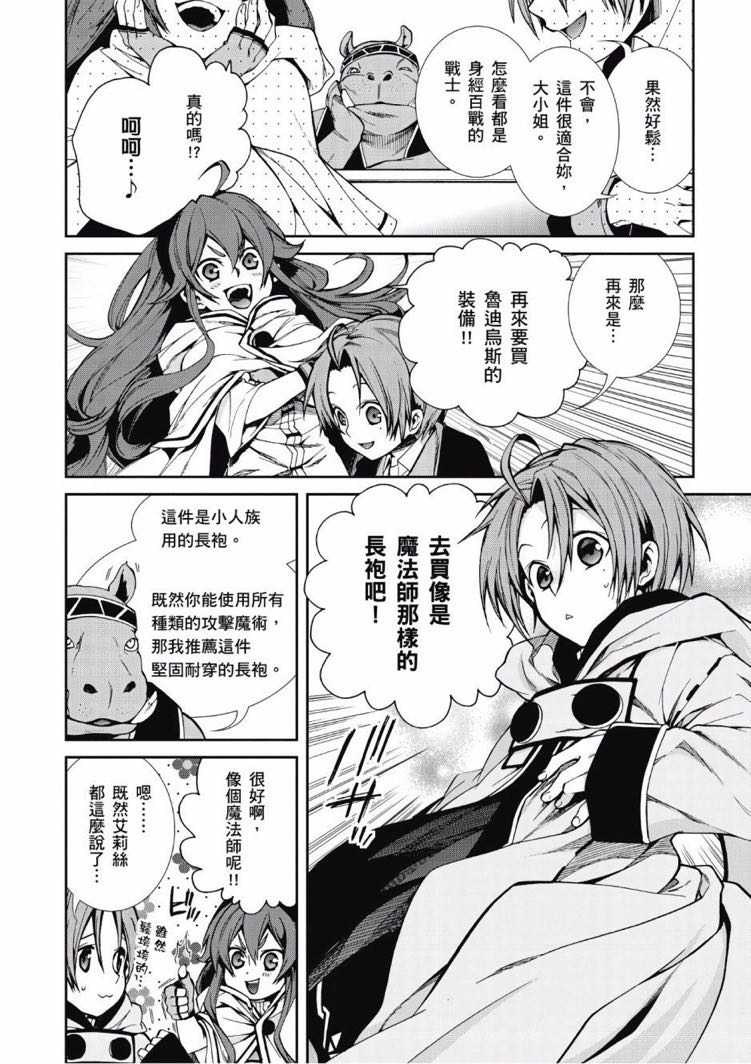 果然好鬆…
不會，
這件很適合妳，
大小姐。
怎麼看都是
身經百戰的
戰士。
真的嗎!?
呵呵…♪
那麼
再來是…
再來要買
魯迪烏斯的
裝備!!
去買像是
魔法師那樣的
長袍吧！
這件是小人族
用的長袍。
既然你能使用所有
種類的攻擊魔術，
那我推薦這件
堅固耐穿的長袍。
很好啊，
像個魔法師呢!!
嗯……
既然艾莉絲
都這麼說了…
雖然
鬆垮垮的!…